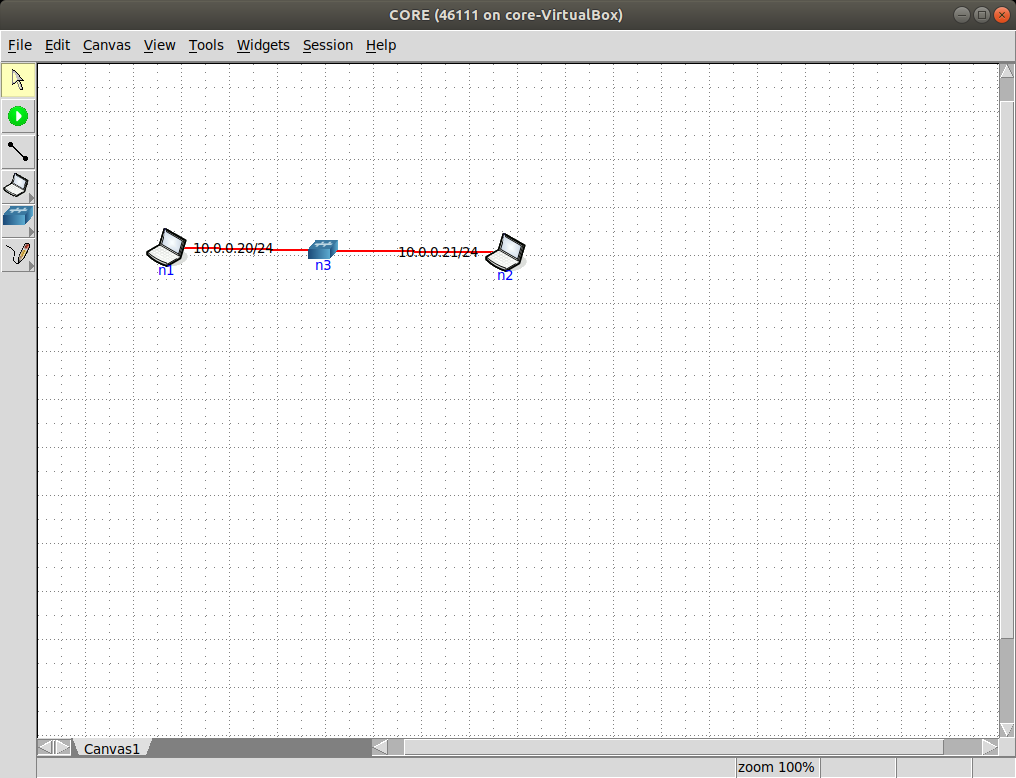 CORE (46111 on core-VirtualBox)
File Edit Canvas View Tools Widgets Session Help
10.0.0.20/24 10.0.0.21/24
n1 n3 n2
Canvas1
zoom 100%